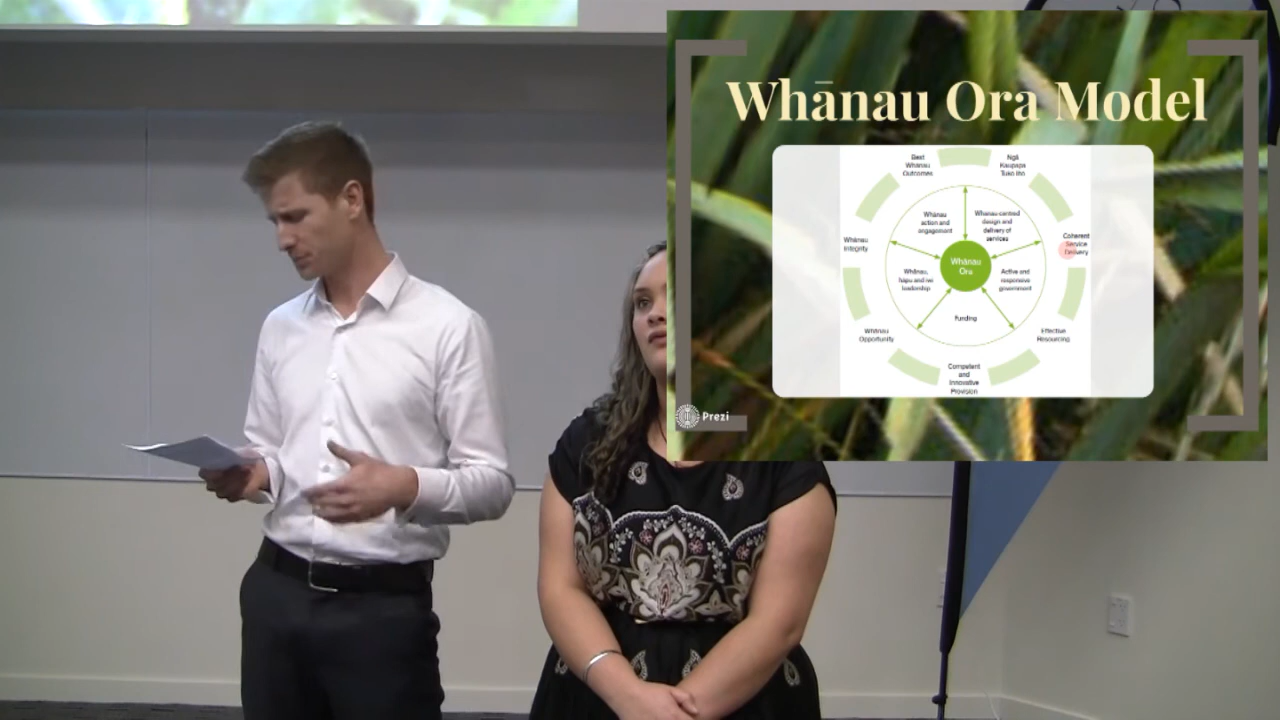 Whānau Ora Model
Best
Whānau
Outcomes
Ngā
Kaupapa
Tuko Iho
Whānau
action and
engagement
Whānau-centred
design and
delivery of
services
Whānau
Integrity
Coherent
Service
Delivery
Whānau
Ora
Whānau,
hapu and iwi
leadership
Active and
responsive
government
Funding
Whānau
Opportunity
Effective
Resourcing
Competent
and
Innovative
Provision
Prezi